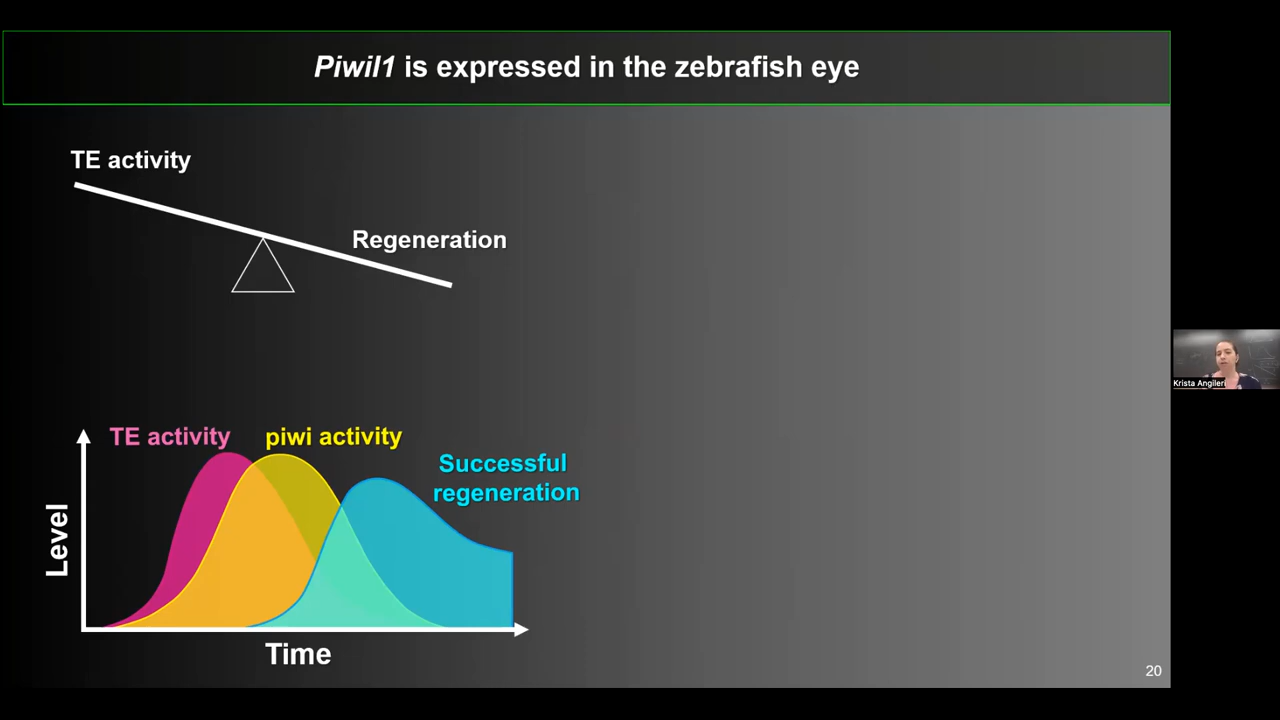 Piwil1 is expressed in the zebrafish eye
TE activity
Regeneration
TE activity
piwi activity
Successful
regeneration
Level
Time
20
Krista Angileri